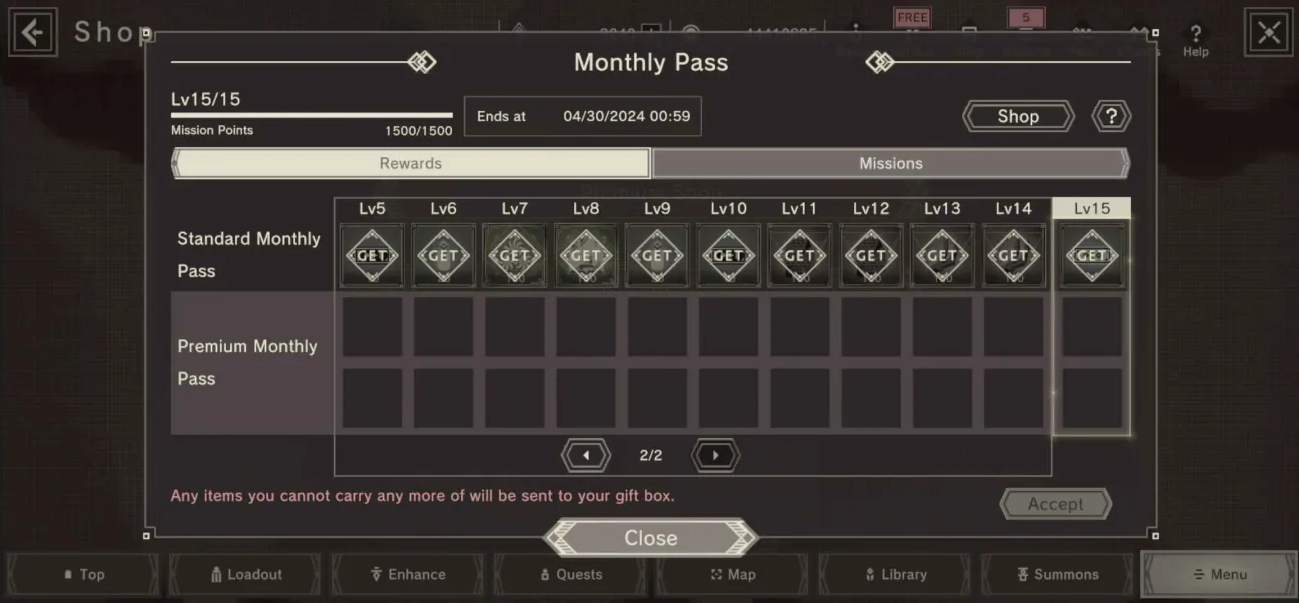 Shop
FREE
5
?
Help
Monthly Pass
Lv15/15
Mission Points 1500/1500
Ends at 04/30/2024 00:59
Shop
?
Rewards
Missions
Lv5 Lv6 Lv7 Lv8 Lv9 Lv10 Lv11 Lv12 Lv13 Lv14 Lv15
Standard Monthly
Pass
GET GET GET GET GET GET GET GET GET GET GET
Premium Monthly
Pass
2/2
Any items you cannot carry any more of will be sent to your gift box.
Accept
Close
Top
Loadout
Enhance
Quests
Map
Library
Summons
Menu